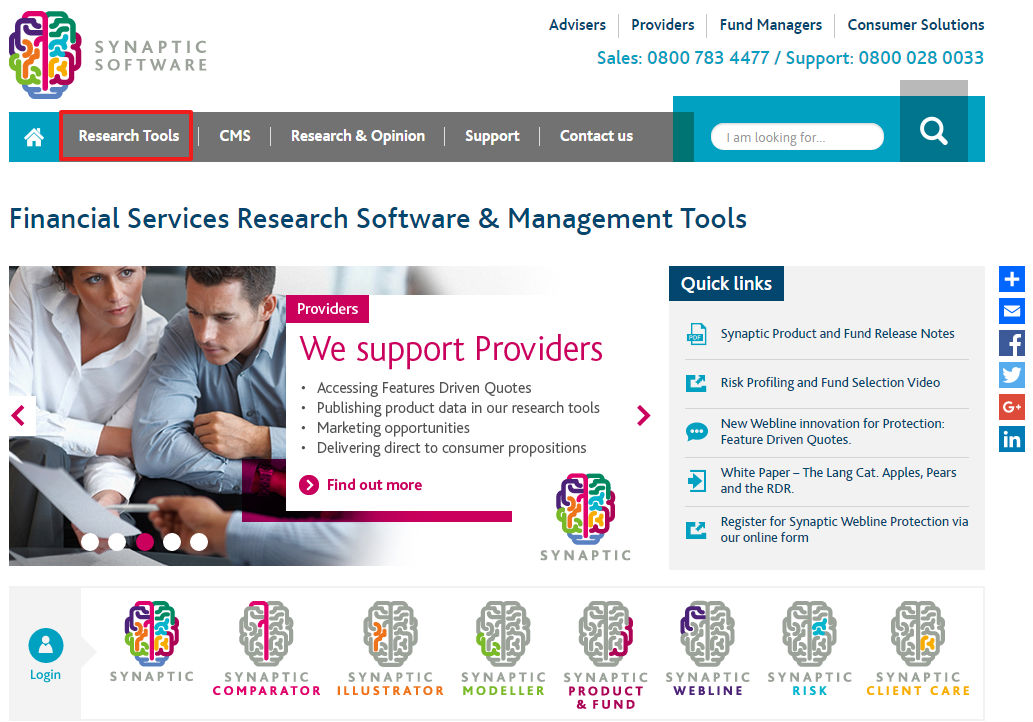 SYNAPTIC
SOFTWARE
Advisers
Providers
Fund Managers
Consumer Solutions
Sales: 0800 783 4477 / Support: 0800 028 0033
Research Tools
CMS
Research & Opinion
Support
Contact us
I am looking for...
Financial Services Research Software & Management Tools
Providers
We support Providers
• Accessing Features Driven Quotes
• Publishing product data in our research tools
• Marketing opportunities
• Delivering direct to consumer propositions
Find out more
SYNAPTIC
Quick links
PDF
Synaptic Product and Fund Release Notes
Risk Profiling and Fund Selection Video
New Webline innovation for Protection:
Feature Driven Quotes.
White Paper – The Lang Cat. Apples, Pears
and the RDR.
Register for Synaptic Webline Protection via
our online form
G+
in
Login
SYNAPTIC
SYNAPTIC
COMPARATOR
SYNAPTIC
ILLUSTRATOR
SYNAPTIC
MODELLER
SYNAPTIC
PRODUCT
& FUND
SYNAPTIC
WEBLINE
SYNAPTIC
RISK
SYNAPTIC
CLIENT CARE